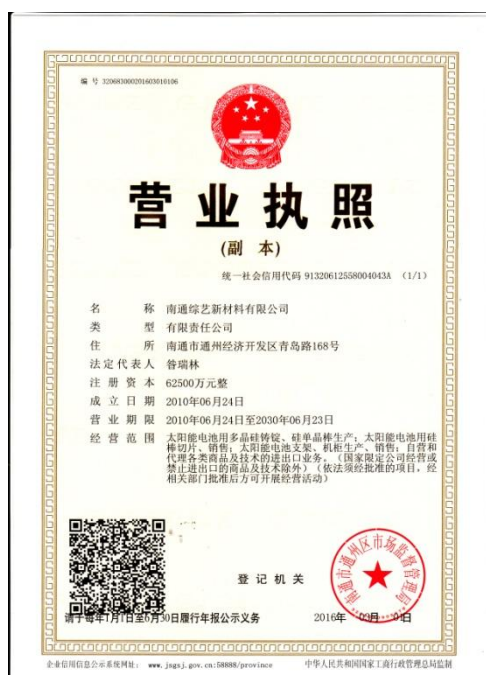 编 号 320683000201603010106
营业执照
(副 本)
统一社会信用代码 91320612558004043A (1/1)
名 称 南通综艺新材料有限公司
类 型 有限责任公司
住 所 南通市通州经济开发区青岛路168号
法定代表人 昝瑞林
注 册 资 本 62500万元整
成 立 日 期 2010年06月24日
营 业 期 限 2010年06月24日至2030年06月23日
经 营 范 围 太阳能电池用多晶硅铸锭、硅单晶棒生产；太阳能电池用硅
棒切片、销售；太阳能电池支架、机柜生产、销售；自营和
代理各类商品及技术的进出口业务。（国家限定公司经营或
禁止进出口的商品及技术除外）（依法须经批准的项目，经
相关部门批准后方可开展经营活动）
南通市通州区市场监督管理局
登 记 机 关
请于每年1月1日至6月30日履行年报公示义务
2016年 月 日
企业信用信息公示系统网址： www.jsgsj.gov.cn:58888/province
中华人民共和国国家工商行政管理总局监制